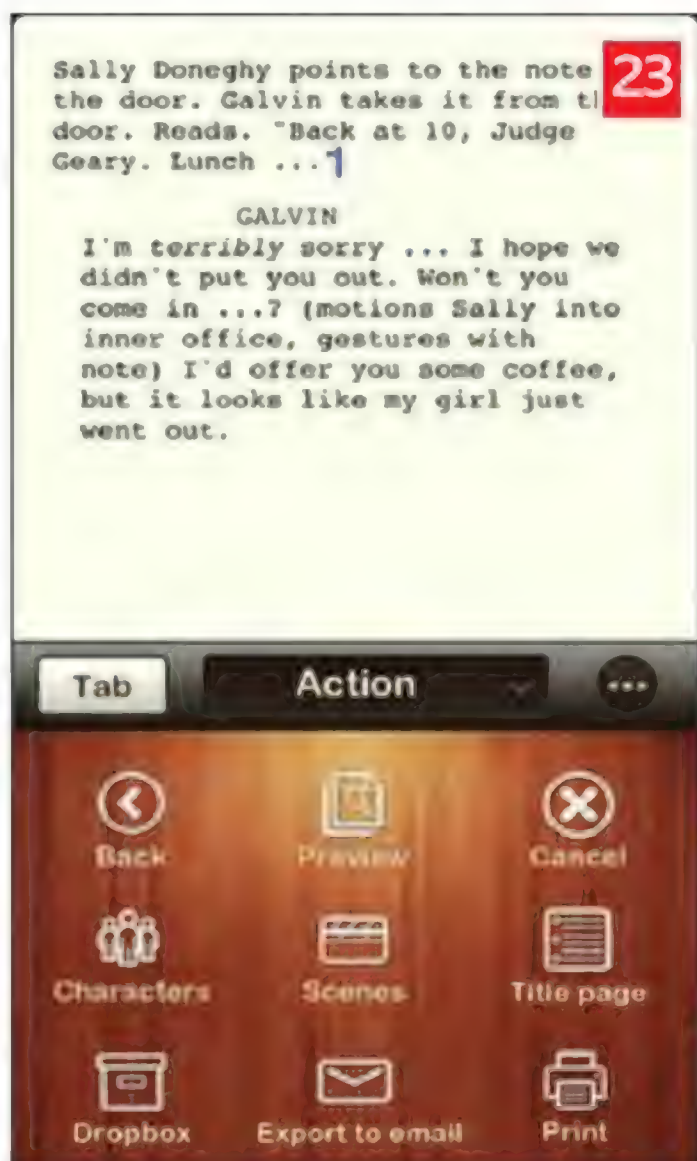 Sally Doneghy points to the note
23
the door. Galvin takes it from
door. Reads. "Back at 10, Judge
Geary. Lunch ...
GALVIN
I'm terribly sorry ... I hope we
didn't put you out. Won't you
come in ...? (motions Sally into
inner office, gestures with
note) I'd offer you some coffee,
but it looks like my girl just
went out.
Tab
Action
Back
Preview
Cancel
Characters
Scenes
Title page
Dropbox
Export to email
Print